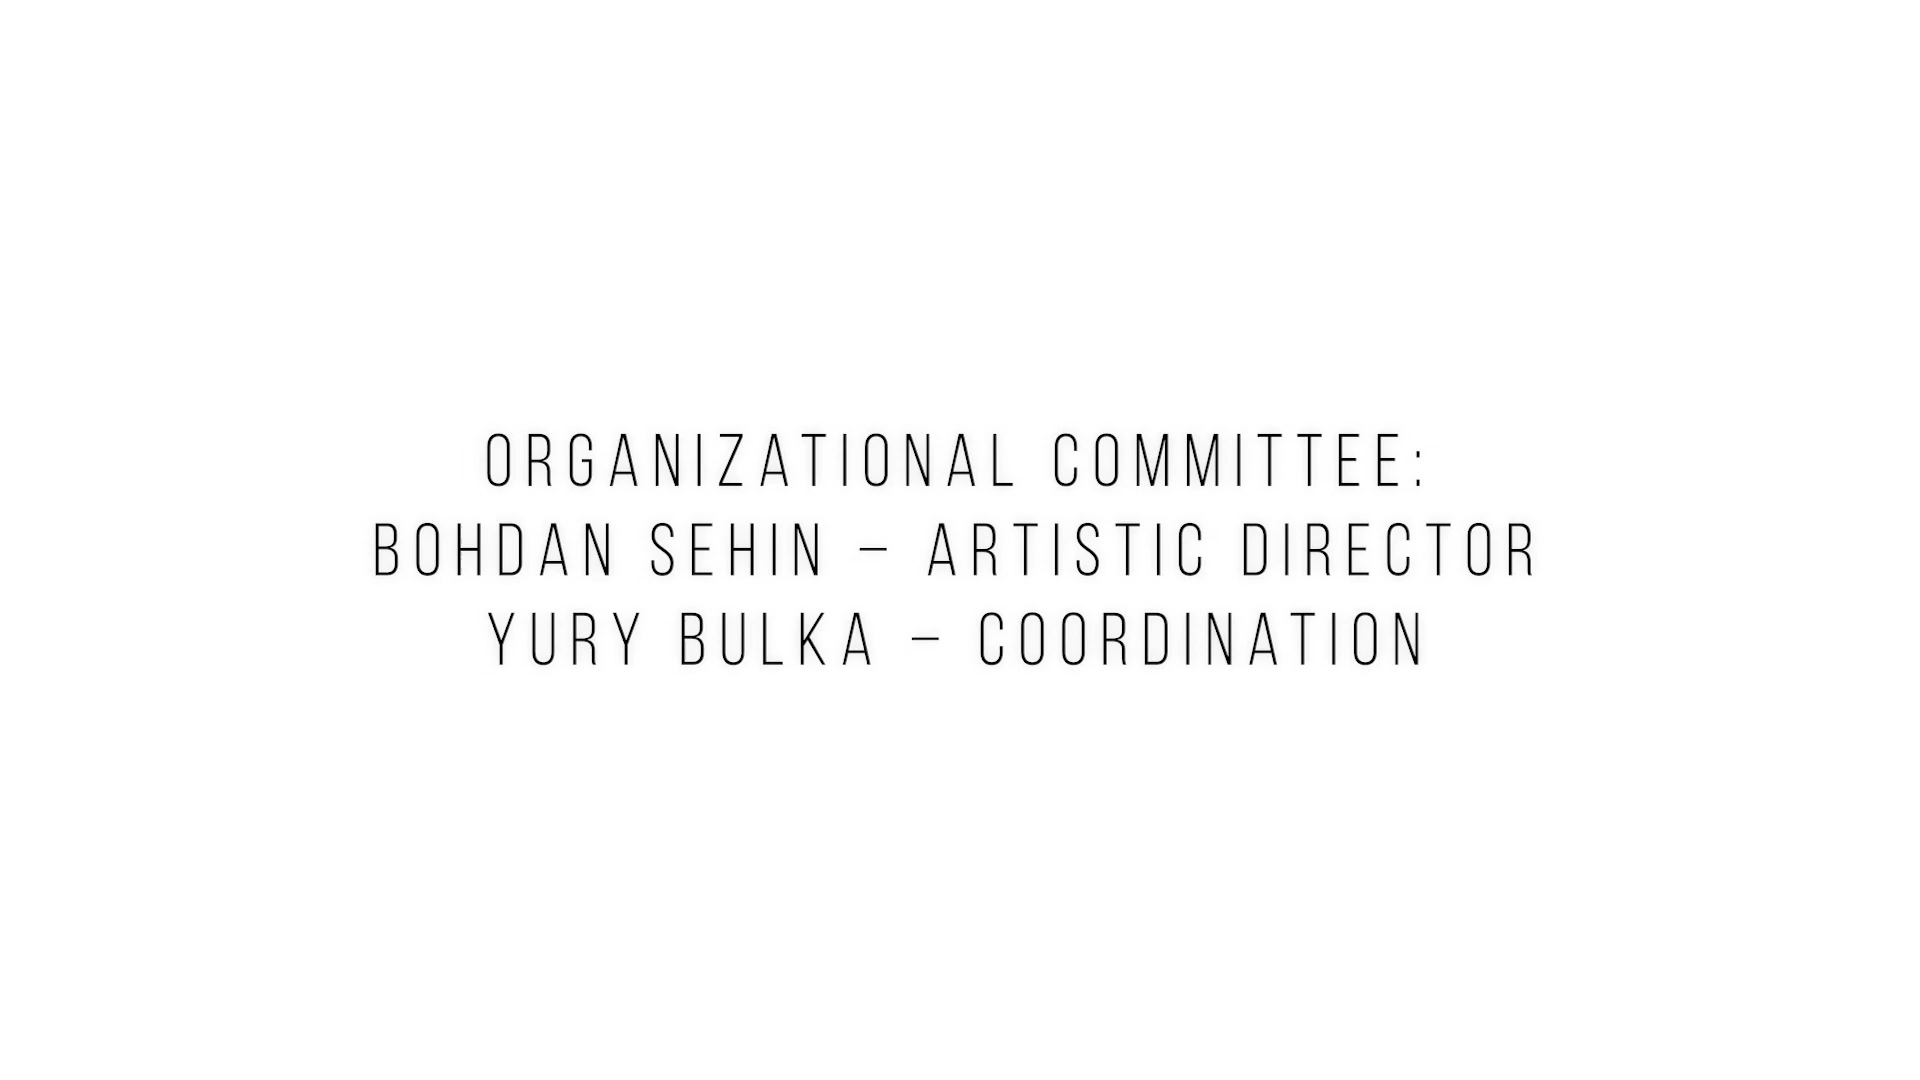 ORGANIZATIONAL COMMITTEE:
BOHDAN SEHIN – ARTISTIC DIRECTOR
YURY BULKA – COORDINATION